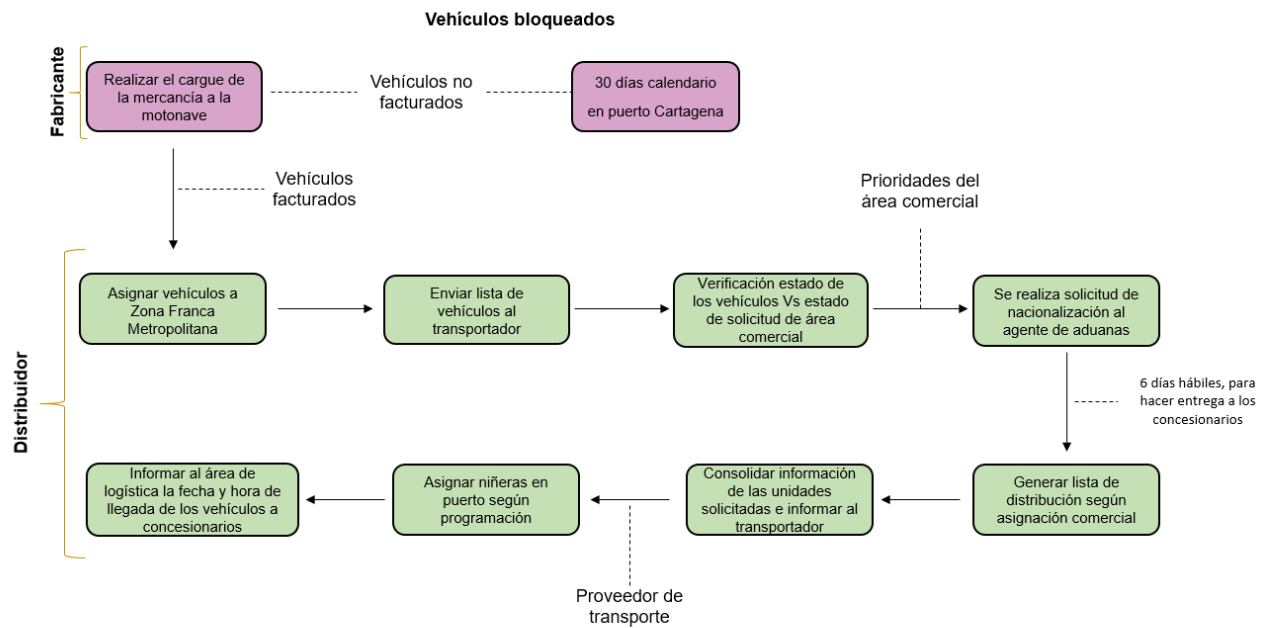 Vehículos bloqueados
Fabricante
Realizar el cargue de
la mercancía a la
motonave
Vehículos no
facturados
30 días calendario
en puerto Cartagena
Vehículos
facturados
Prioridades del
área comercial
Distribuidor
Asignar vehículos a
Zona Franca
Metropolitana
Enviar lista de
vehículos al
transportador
Verificación estado de
los vehículos Vs estado
de solicitud de área
comercial
Se realiza solicitud de
nacionalización al
agente de aduanas
6 días hábiles, para
hacer entrega a los
concesionarios
Informar al área de
logística la fecha y hora de
llegada de los vehículos a
concesionarios
Asignar niñeras en
puerto según
programación
Consolidar información
de las unidades
solicitadas e informar al
transportador
Generar lista de
distribución según
asignación comercial
Proveedor de
transporte